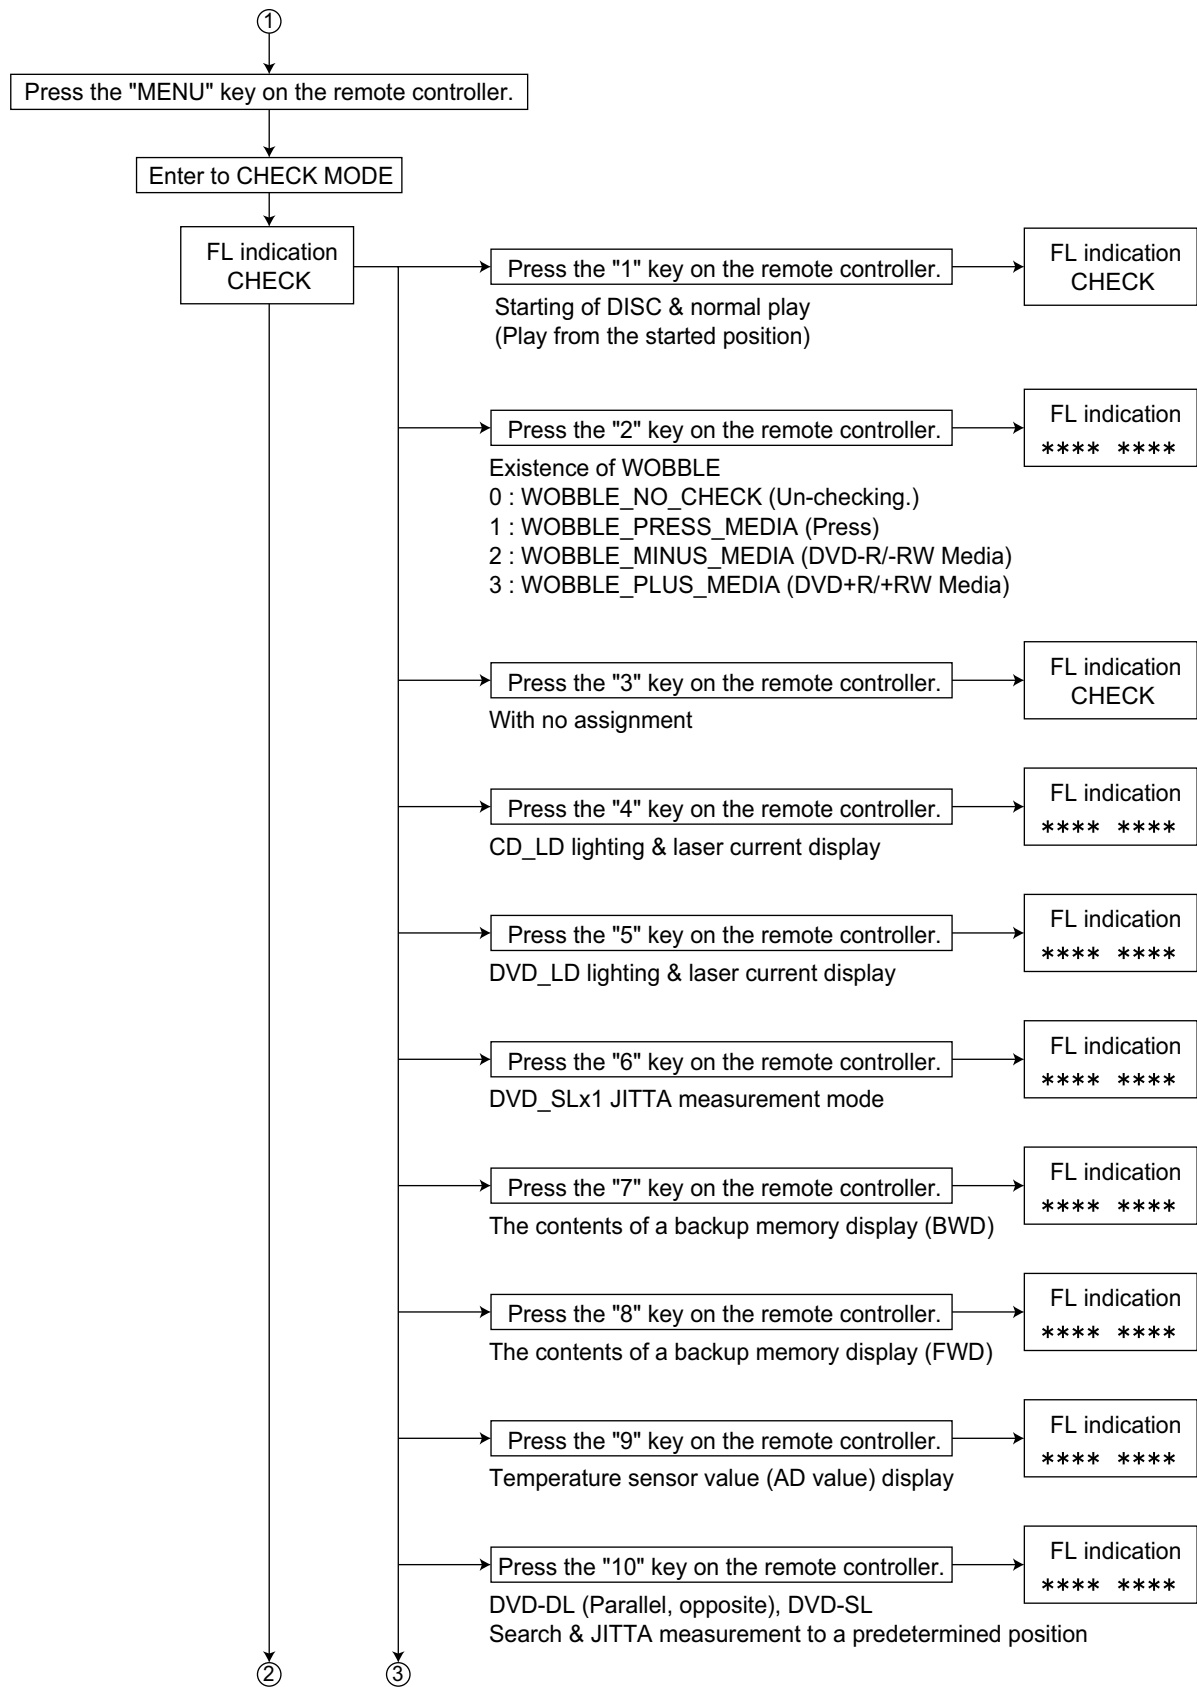 1
Press the "MENU" key on the remote controller.
Enter to CHECK MODE
FL indication
CHECK
Press the "1" key on the remote controller.
Starting of DISC & normal play
(Play from the started position)
FL indication
CHECK
Press the "2" key on the remote controller.
Existence of WOBBLE
0 : WOBBLE_NO_CHECK (Un-checking.)
1 : WOBBLE_PRESS_MEDIA (Press)
2 : WOBBLE_MINUS_MEDIA (DVD-R/-RW Media)
3 : WOBBLE_PLUS_MEDIA (DVD+R/+RW Media)
FL indication
**** ****
Press the "3" key on the remote controller.
With no assignment
FL indication
CHECK
Press the "4" key on the remote controller.
CD_LD lighting & laser current display
FL indication
**** ****
Press the "5" key on the remote controller.
DVD_LD lighting & laser current display
FL indication
**** ****
Press the "6" key on the remote controller.
DVD_SLx1 JITTA measurement mode
FL indication
**** ****
Press the "7" key on the remote controller.
The contents of a backup memory display (BWD)
FL indication
**** ****
Press the "8" key on the remote controller.
The contents of a backup memory display (FWD)
FL indication
**** ****
Press the "9" key on the remote controller.
Temperature sensor value (AD value) display
FL indication
**** ****
Press the "10" key on the remote controller.
DVD-DL (Parallel, opposite), DVD-SL
Search & JITTA measurement to a predetermined position
FL indication
**** ****
2
3